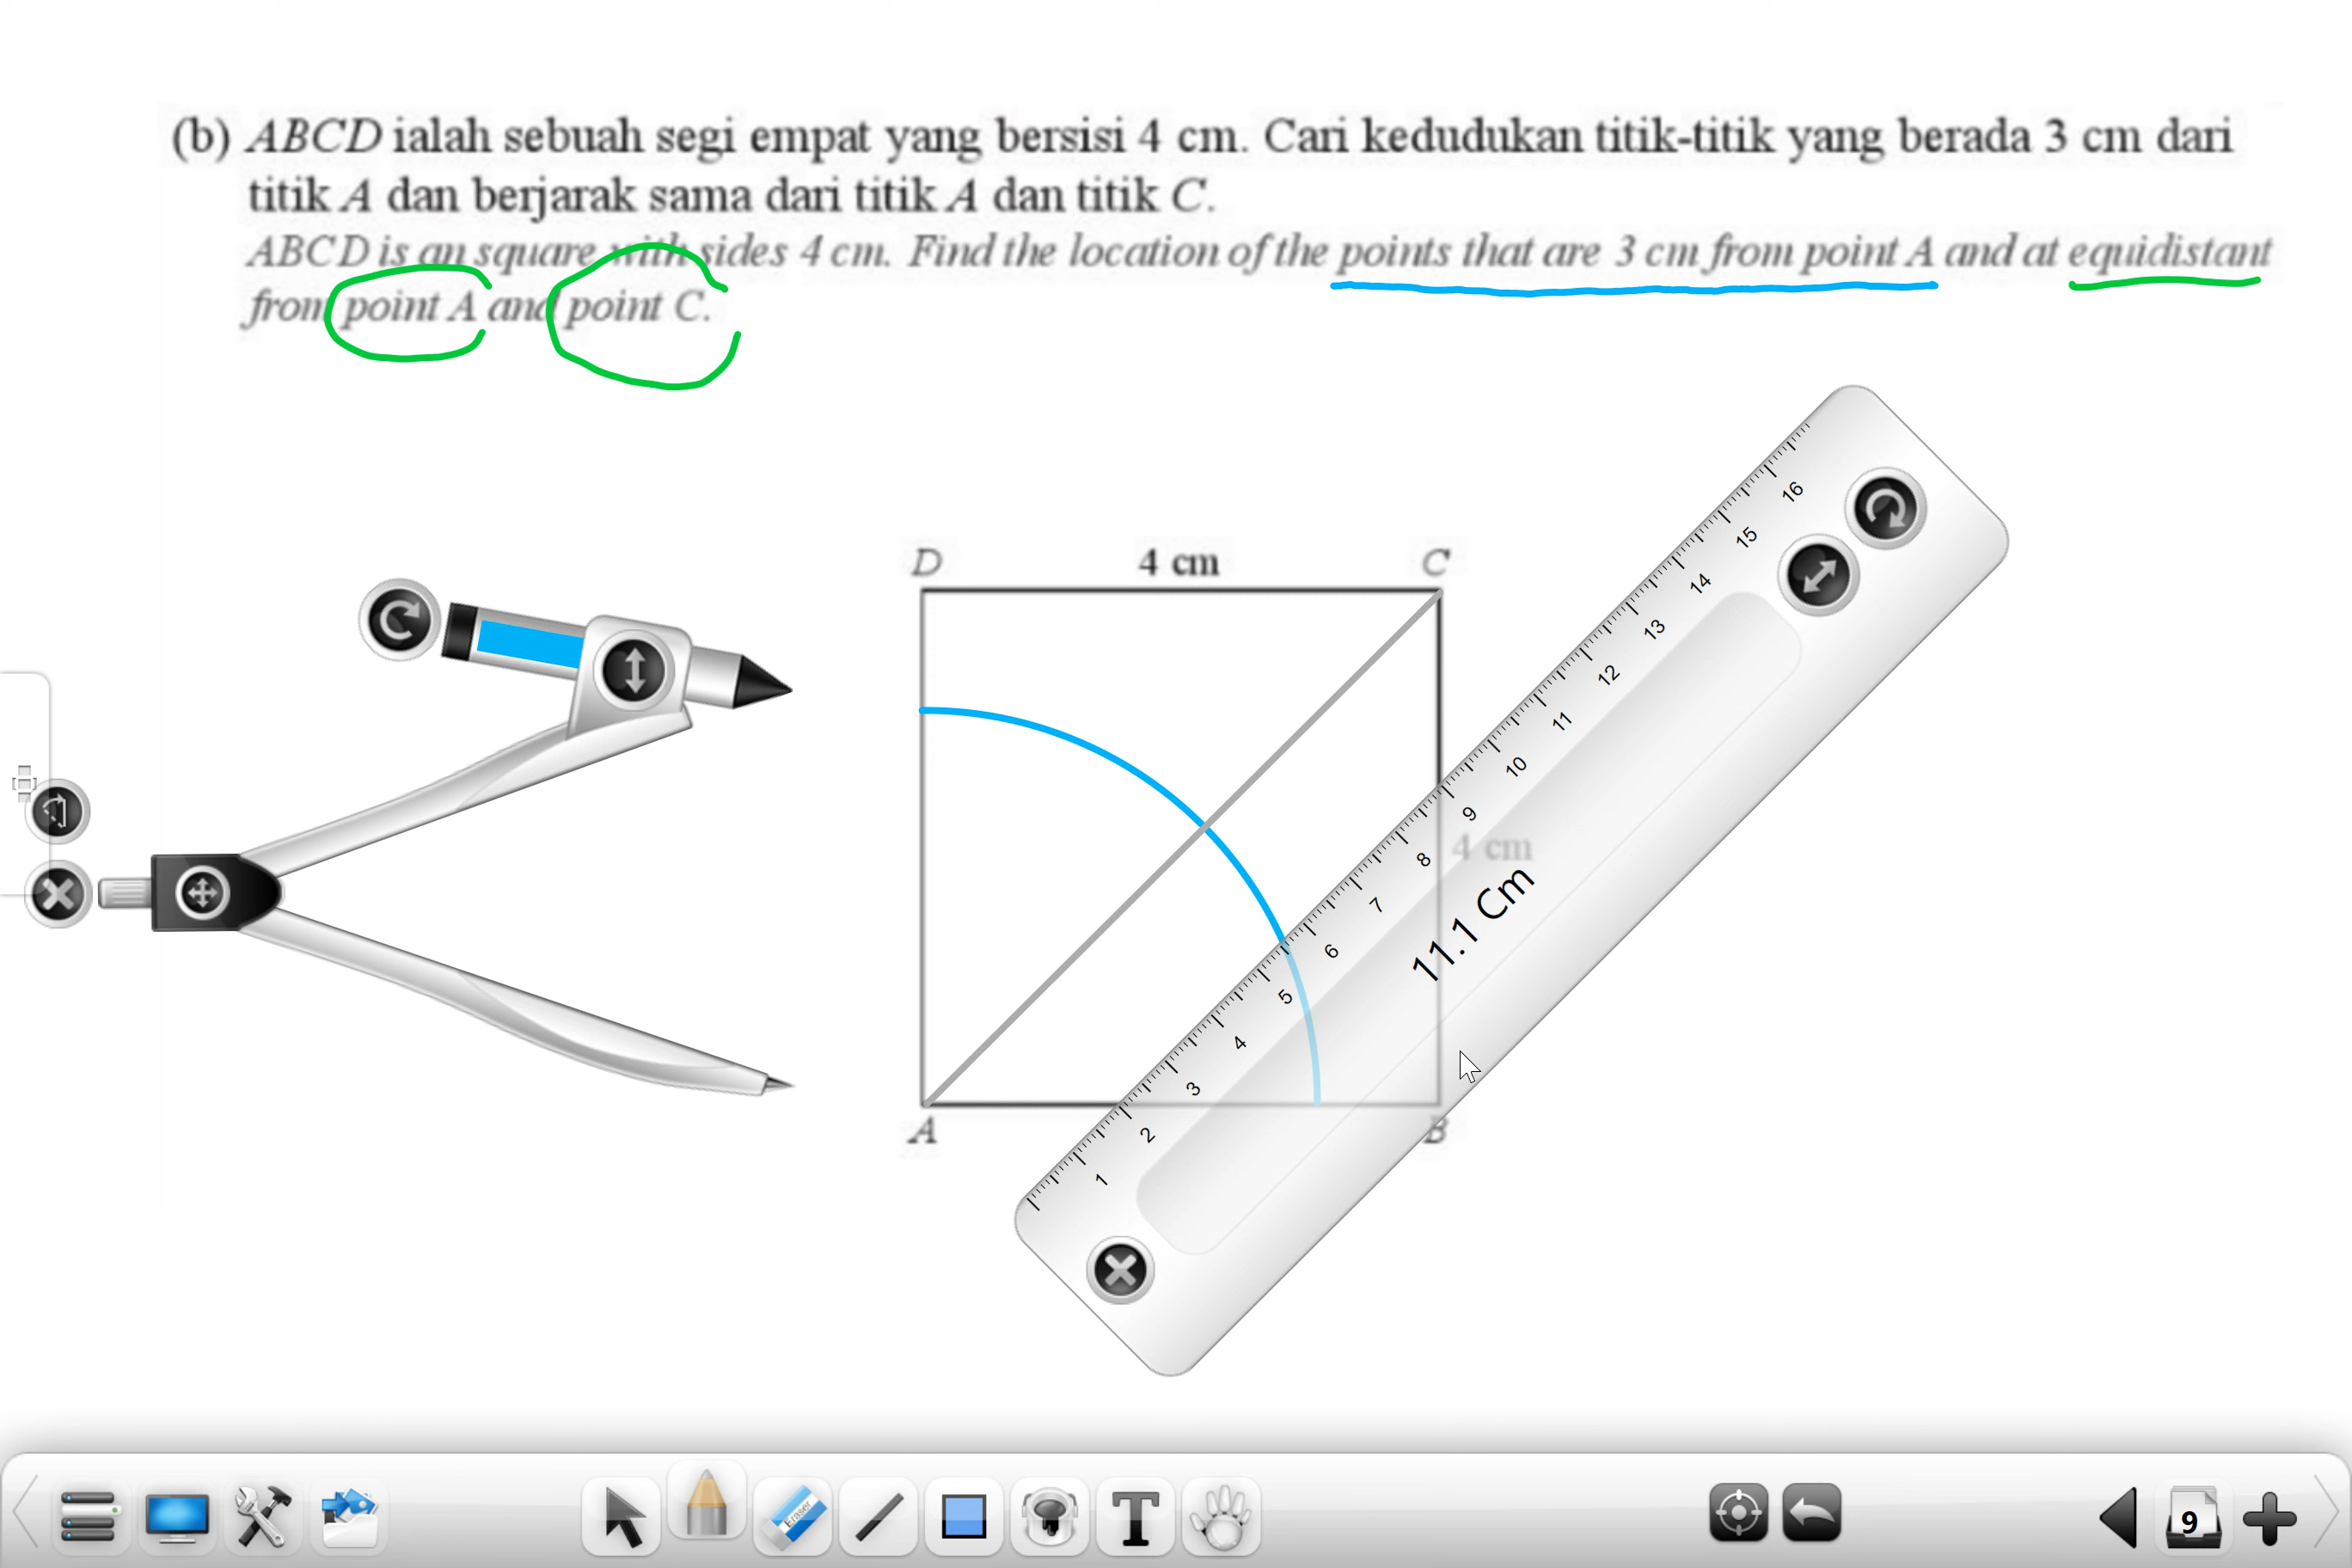 (b) ABCD ialah sebuah segi empat yang bersisi 4 cm. Cari kedudukan titik-titik yang berada 3 cm dari
titik A dan berjarak sama dari titik A dan titik C.
ABCD is an square with sides 4 cm. Find the location of the points that are 3 cm from point A and at equidistant
from point A and point C.
D 4 cm C
4 cm
A B
1 2 3 4 5 6 7 8 9 10 11 12 13 14 15 16
11.1 Cm
Eraser
T
9